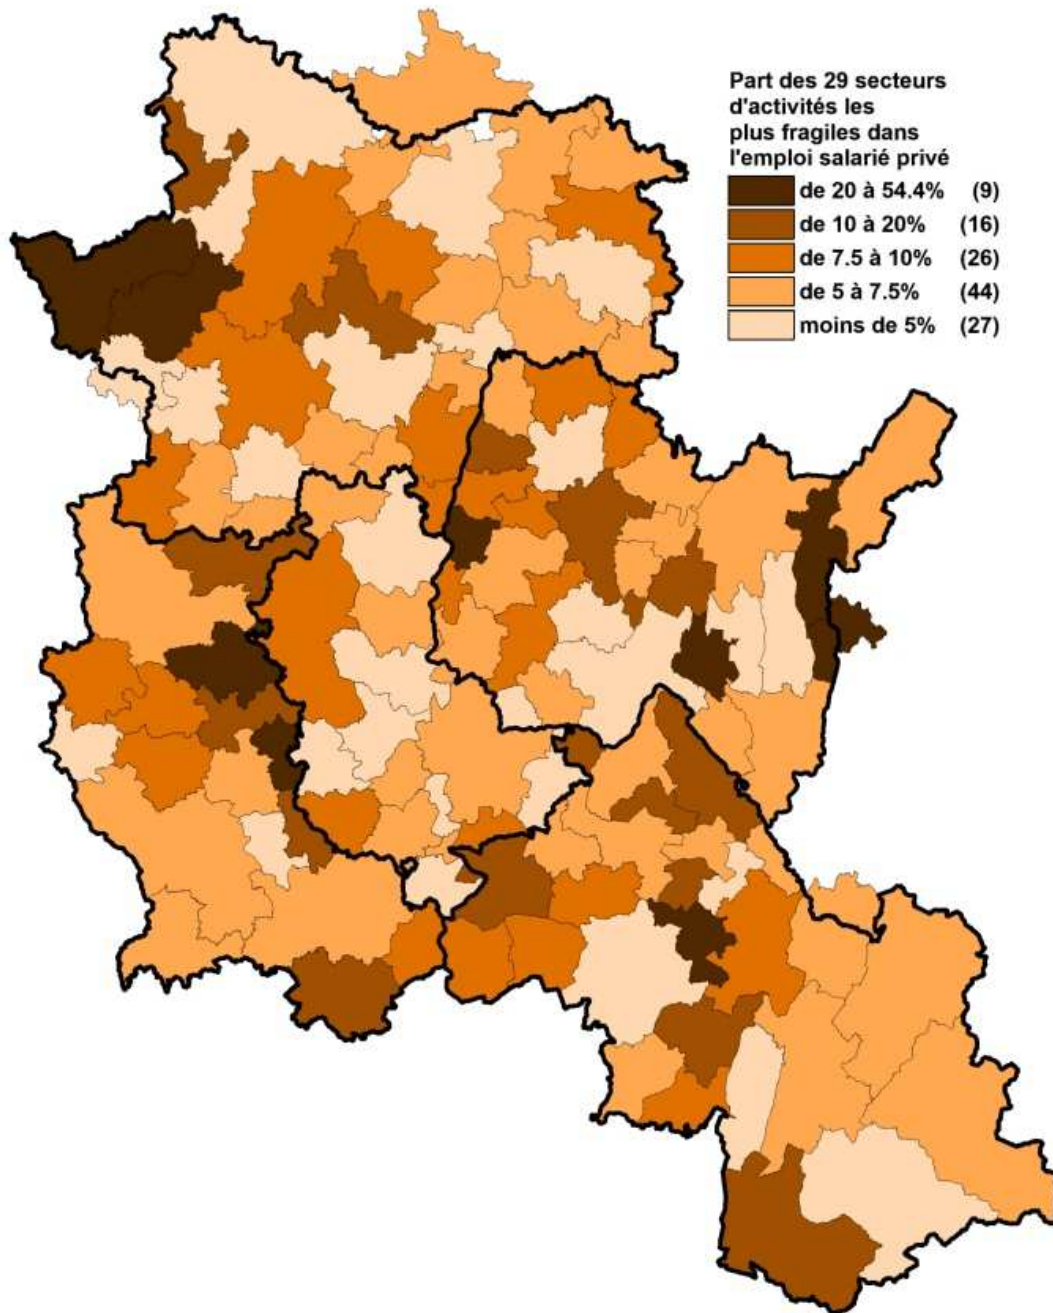 Part des 29 secteurs
d'activités les
plus fragiles dans
l'emploi salarié privé
de 20 à 54.4% (9)
de 10 à 20% (16)
de 7.5 à 10% (26)
de 5 à 7.5% (44)
moins de 5% (27)